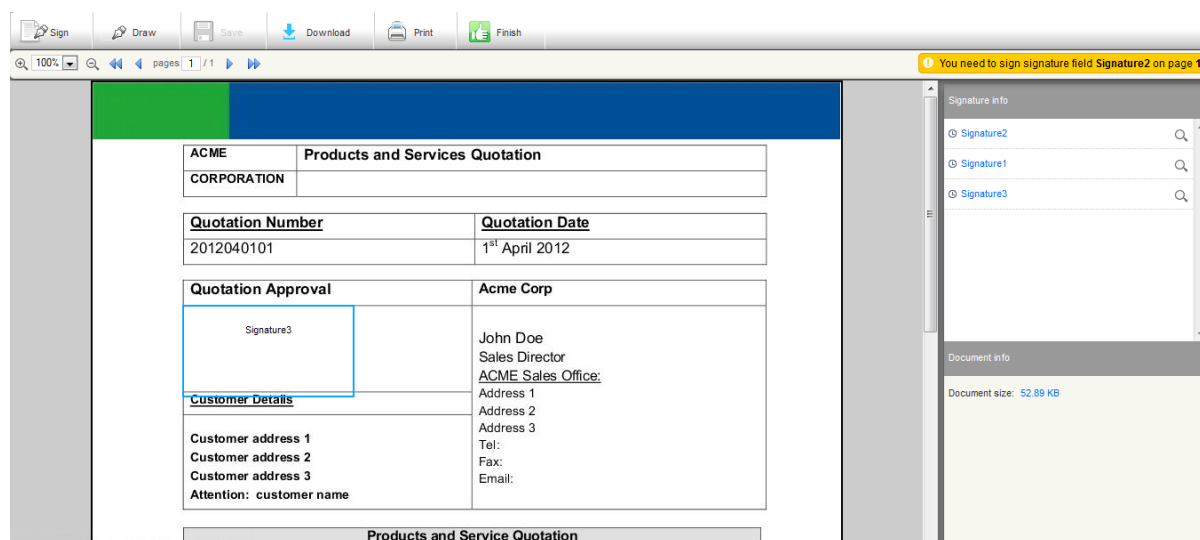 Sign Draw Save Download Print Finish
100% pages 1 / 1
You need to sign signature field Signature2 on page 1
ACME Products and Services Quotation
CORPORATION
Quotation Number Quotation Date
2012040101 1st April 2012
Quotation Approval Acme Corp
Signature3
John Doe
Sales Director
ACME Sales Office:
Customer Details
Address 1
Address 2
Address 3
Tel:
Fax:
Email:
Customer address 1
Customer address 2
Customer address 3
Attention: customer name
Products and Service Quotation
Signature info
Signature2
Signature1
Signature3
Document info
Document size: 52.89 KB